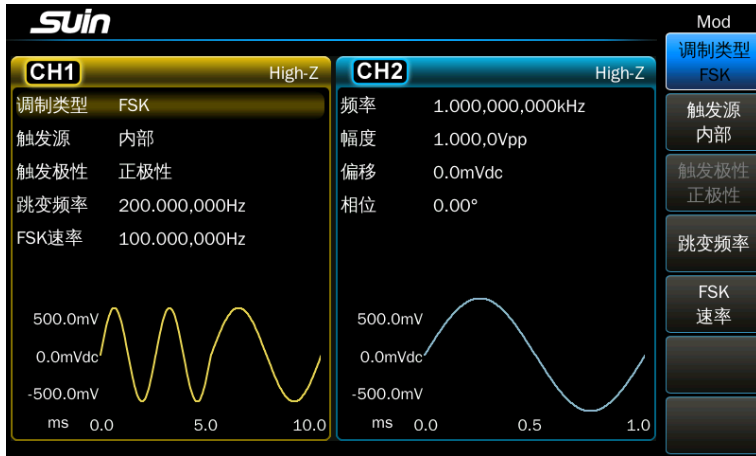 SUIN
Mod
CH1 High-Z
调制类型 FSK
触发源 内部
触发极性 正极性
跳变频率 200.000,000Hz
FSK速率 100.000,000Hz
500.0mV
0.0mVdc
-500.0mV
ms 0.0 5.0 10.0
CH2 High-Z
频率 1.000,000,000kHz
幅度 1.000,0Vpp
偏移 0.0mVdc
相位 0.00°
500.0mV
0.0mVdc
-500.0mV
ms 0.0 0.5 1.0
调制类型
FSK
触发源
内部
触发极性
正极性
跳变频率
FSK
速率